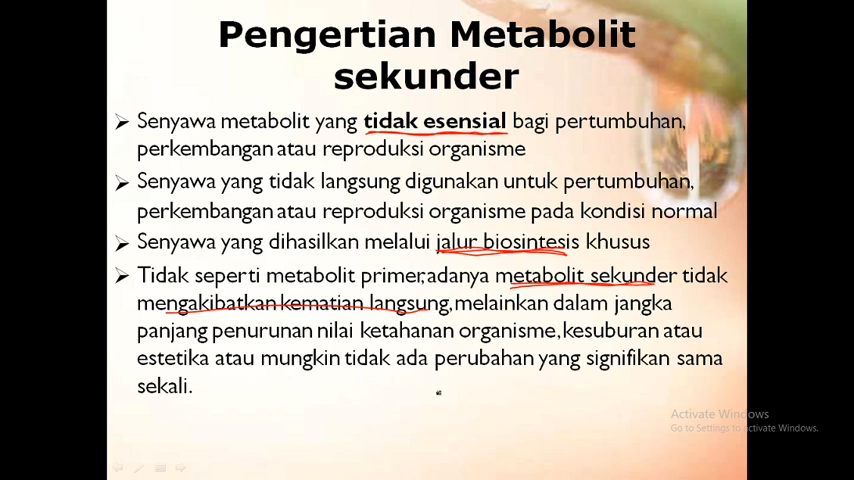 Pengertian Metabolit
sekunder
➢ Senyawa metabolit yang tidak esensial bagi pertumbuhan,
perkembangan atau reproduksi organisme
➢ Senyawa yang tidak langsung digunakan untuk pertumbuhan,
perkembangan atau reproduksi organisme pada kondisi normal
➢ Senyawa yang dihasilkan melalui jalur biosintesis khusus
➢ Tidak seperti metabolit primer, adanya metabolit sekunder tidak
mengakibatkan kematian langsung, melainkan dalam jangka
panjang penurunan nilai ketahanan organisme, kesuburan atau
estetika atau mungkin tidak ada perubahan yang signifikan sama
sekali.
Activate Windows
Go to Settings to activate Windows.